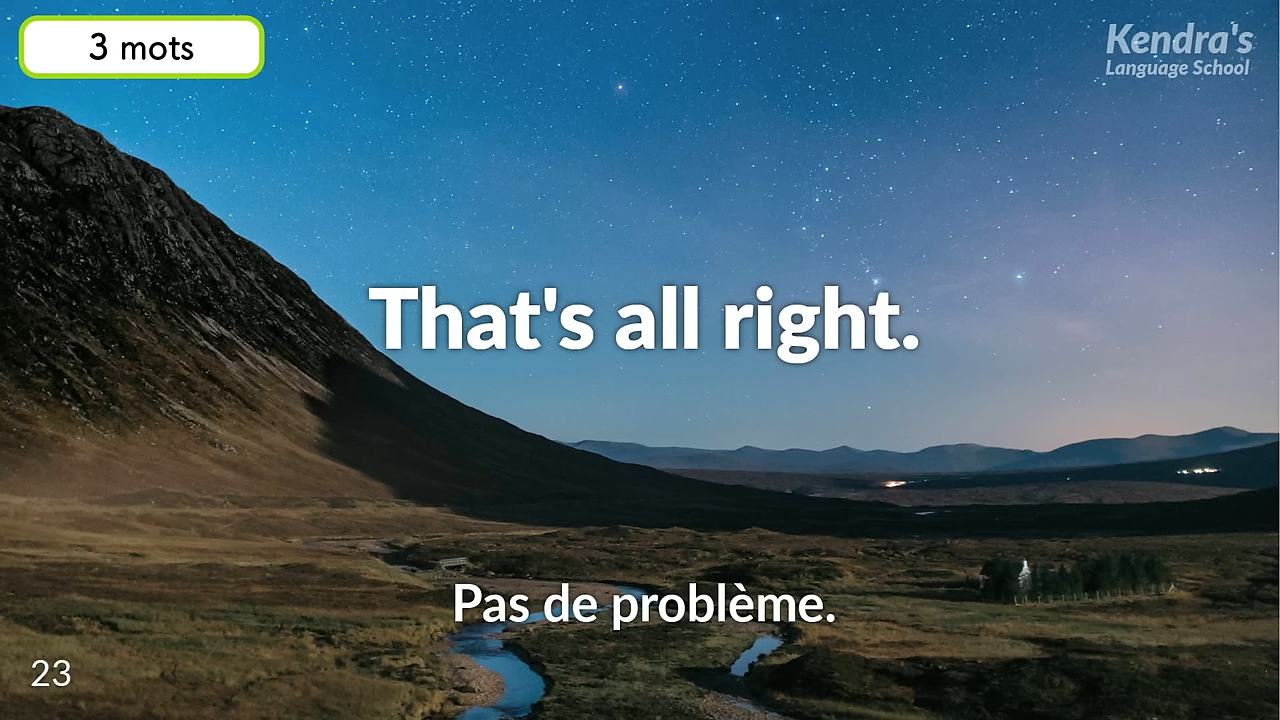 3 mots
Kendra's
Language School
That's all right.
Pas de problème.
23